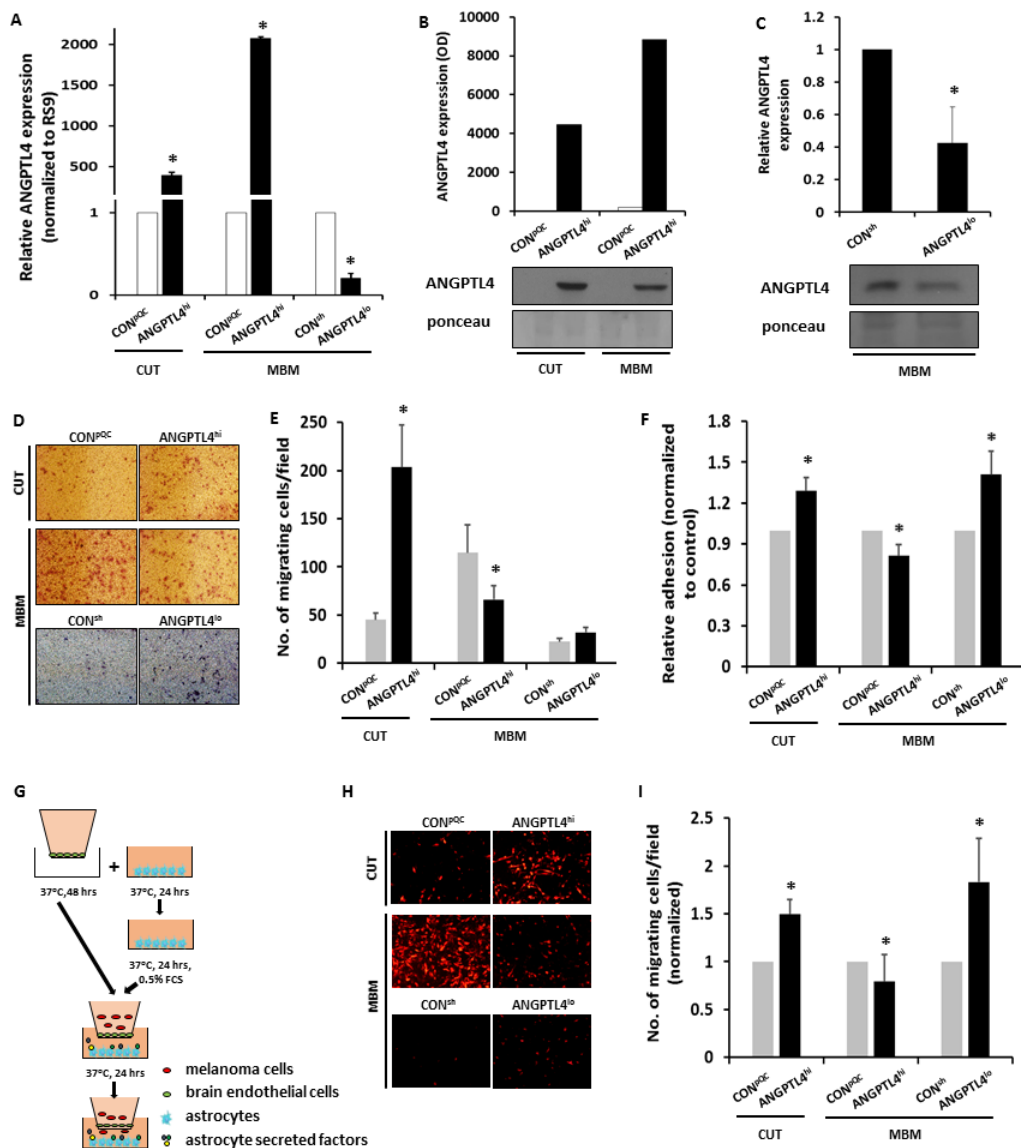 A
Relative ANGPTL4 expression
(normalized to RS9)
2000
1500
1000
500
1
0
*
*
*
CONpQC
ANGPTL4hi
CONpQC
ANGPTL4hi
CONsh
ANGPTL4lo
CUT
MBM
B
ANGPTL4 expression (OD)
10000
8000
6000
4000
2000
0
CONpQC
ANGPTL4hi
CONpQC
ANGPTL4hi
ANGPTL4
ponceau
CUT
MBM
C
Relative ANGPTL4
expression
1.2
1
0.8
0.6
0.4
0.2
0
*
CONsh
ANGPTL4lo
ANGPTL4
ponceau
MBM
D
CONpQC
ANGPTL4hi
CUT
MBM
CONsh
ANGPTL4lo
E
No. of migrating cells/field
250
200
150
100
50
0
*
*
CONpQC
ANGPTL4hi
CONpQC
ANGPTL4hi
CONsh
ANGPTL4lo
CUT
MBM
F
Relative adhesion (normalized
to control)
1.8
1.5
1.2
0.9
0.6
0.3
0
*
*
*
CONpQC
ANGPTL4hi
CONpQC
ANGPTL4hi
CONsh
ANGPTL4lo
CUT
MBM
G
+
37°C,48 hrs
37°C, 24 hrs
37°C, 24 hrs,
0.5% FCS
37°C, 24 hrs
melanoma cells
brain endothelial cells
astrocytes
astrocyte secreted factors
H
CONpQC
ANGPTL4hi
CUT
MBM
CONsh
ANGPTL4lo
I
No. of migrating cells/field
(normalized)
2.5
2
1.5
1
0.5
0
*
*
*
CONpQC
ANGPTL4hi
CONpQC
ANGPTL4hi
CONsh
ANGPTL4lo
CUT
MBM